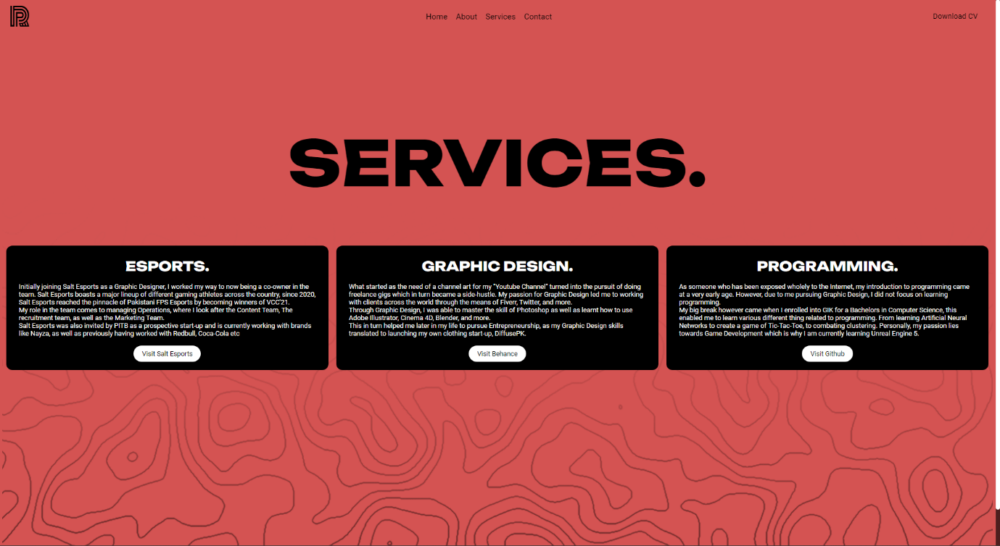 R
Home About Services Contact
Download CV
SERVICES.
ESPORTS.
Initially joining Salt Esports as a Graphic Designer, I worked my way to now being a co-owner in the
team. Salt Esports boasts a major lineup of different gaming athletes across the country, since 2020,
Salt Esports reached the pinnacle of Pakistani FPS Esports by becoming winners of VCC'21.
My role in the team comes to managing Operations, where I look after the Content Team, The
recruitment team, as well as the Marketing Team.
Salt Esports was also invited by PITB as a prospective start-up and is currently working with brands
like Nayza, as well as previously having worked with Redbull, Coca-Cola etc
Visit Salt Esports
GRAPHIC DESIGN.
What started as the need of a channel art for my "Youtube Channel" turned into the pursuit of doing
freelance gigs which in turn became a side-hustle. My passion for Graphic Design led me to working
with clients across the world through the means of Fiverr, Twitter, and more.
Through Graphic Design, I was able to master the skill of Photoshop as well as learnt how to use
Adobe Illustrator, Cinema 4D, Blender, and more.
This in turn helped me later in my life to pursue Entrepreneurship, as my Graphic Design skills
translated to launching my own clothing start-up, DiffusePK.
Visit Behance
PROGRAMMING.
As someone who has been exposed wholely to the Internet, my introduction to programming came
at a very early age. However, due to me pursuing Graphic Design, I did not focus on learning
programming.
My big break however came when I enrolled into GIK for a Bachelors in Computer Science, this
enabled me to learn various different thing related to programming. From learning Artificial Neural
Networks to create a game of Tic-Tac-Toe, to combating clustering. Personally, my passion lies
towards Game Development which is why I am currently learning Unreal Engine 5.
Visit Github